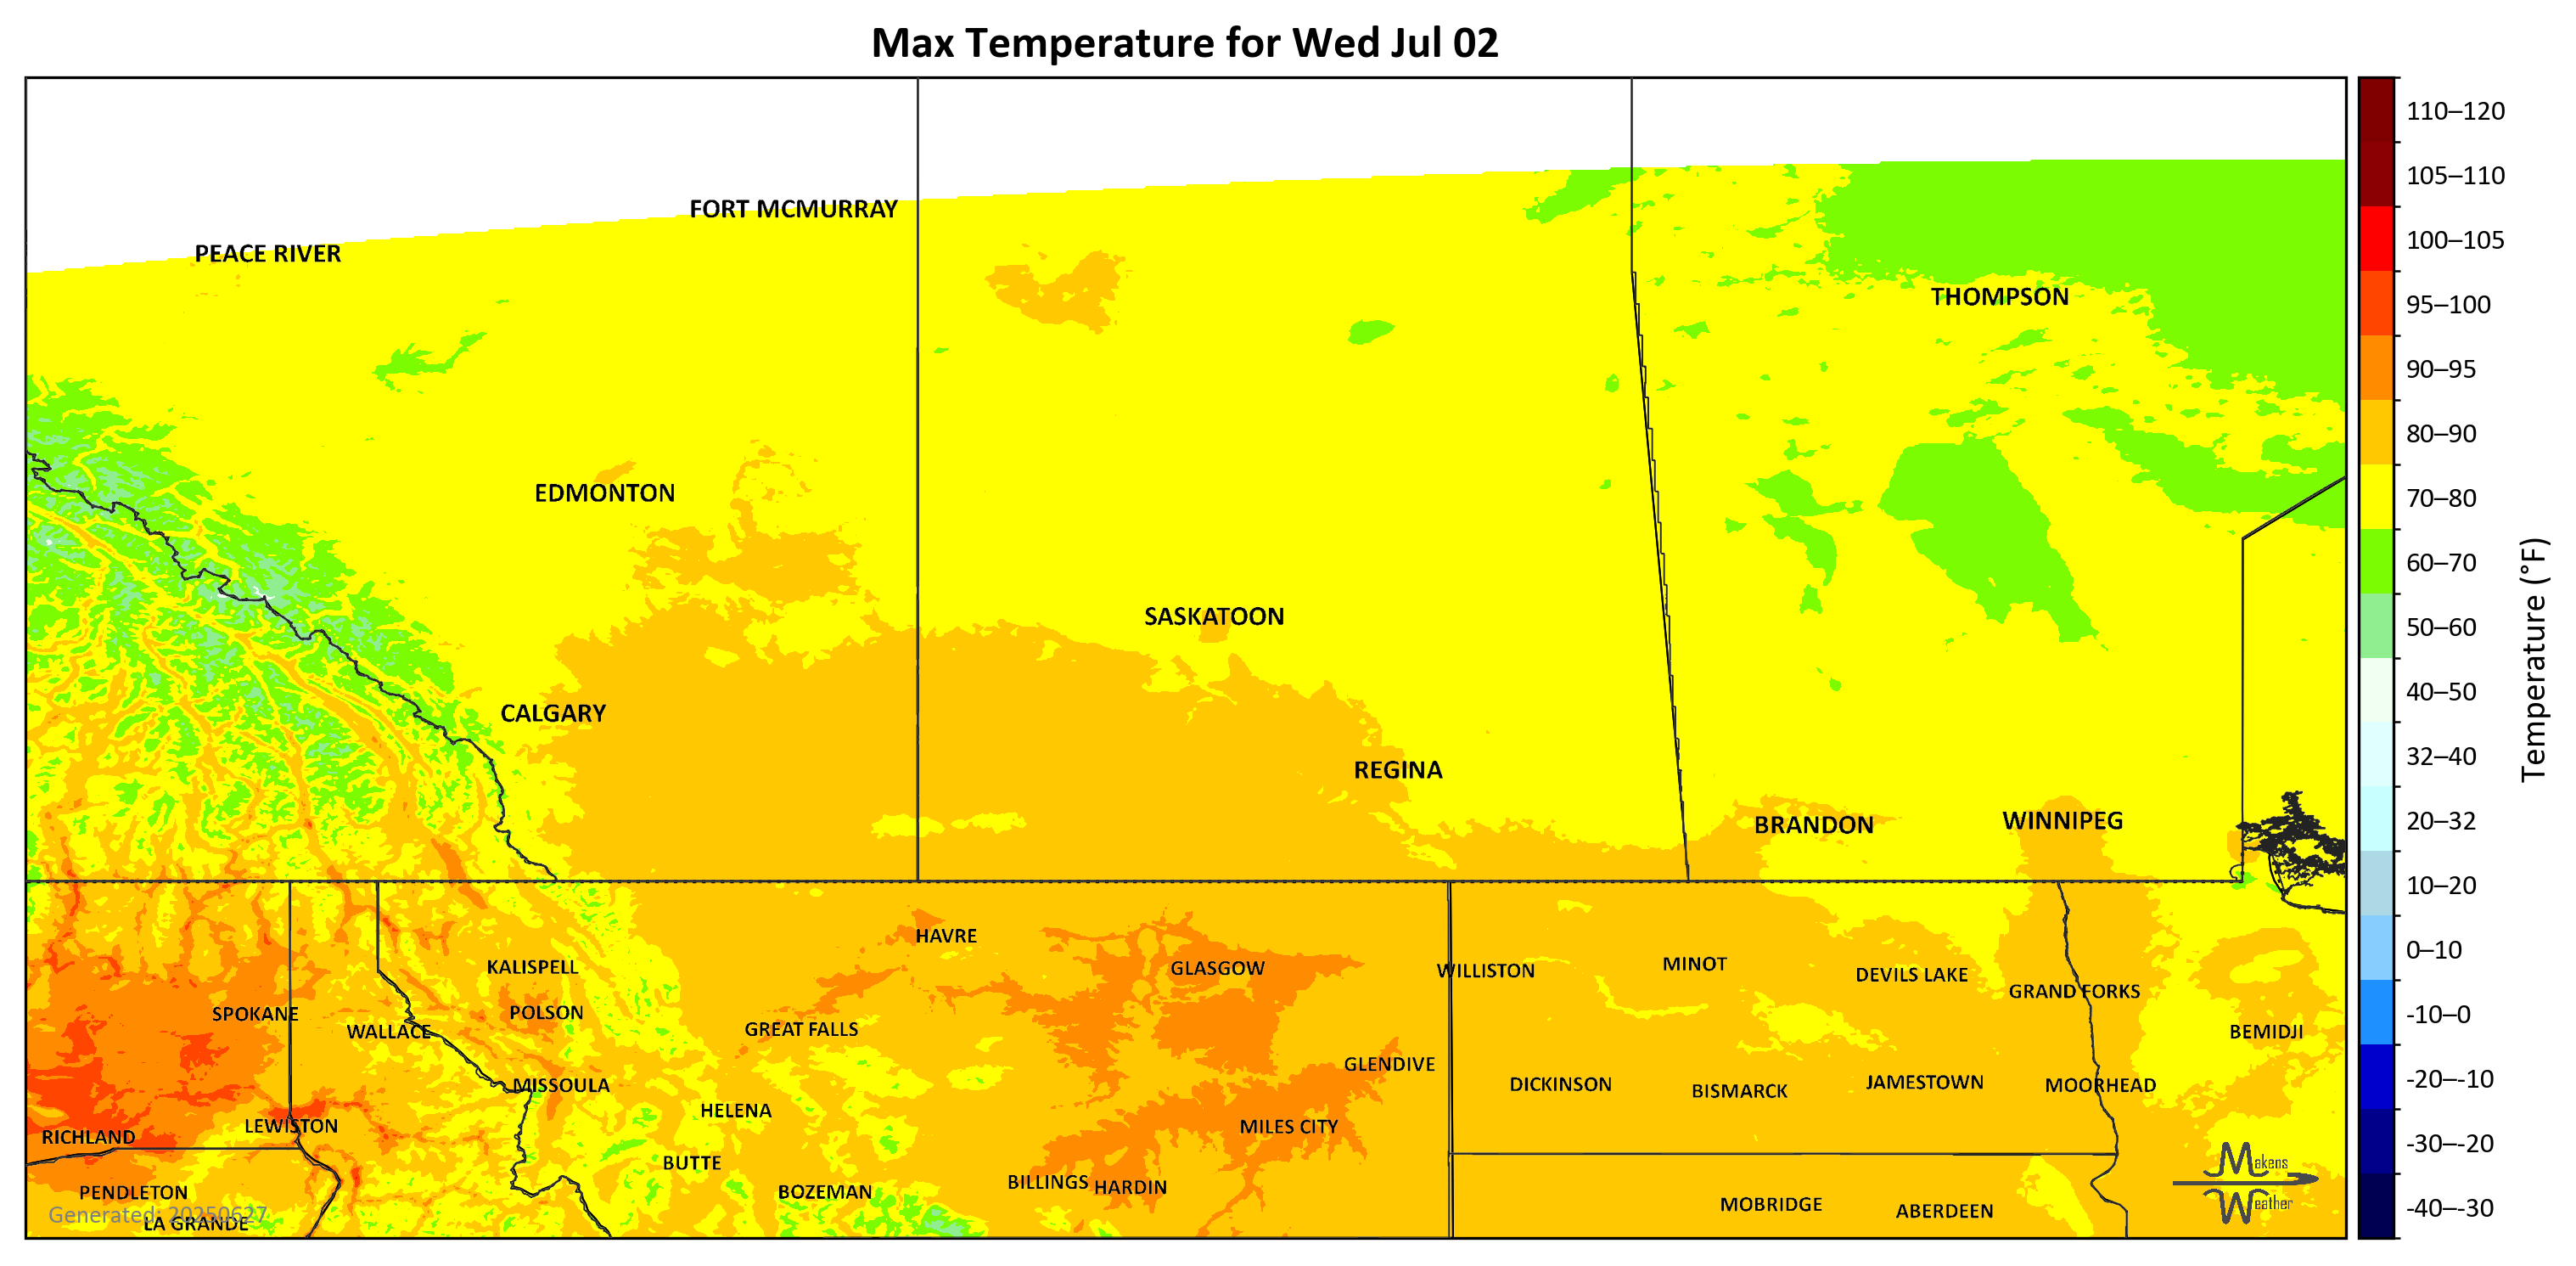 Max Temperature for Wed Jul 02
FORT MCMURRAY
PEACE RIVER
THOMPSON
EDMONTON
SASKATOON
CALGARY
REGINA
BRANDON
WINNIPEG
HAVRE
KALISPELL
GLASGOW
WILLISTON
MINOT
DEVILS LAKE
GRAND FORKS
SPOKANE
POLSON
WALLACE
GREAT FALLS
BEMIDJI
GLENDIVE
MISSOULA
DICKINSON
BISMARCK
JAMESTOWN
MOORHEAD
HELENA
LEWISTON
MILES CITY
RICHLAND
BUTTE
BILLINGS
HARDIN
PENDLETON
BOZEMAN
MOBRIDGE
ABERDEEN
Generated: 20250627
LA GRANDE
Makens
Weather
110–120
105–110
100–105
95–100
90–95
80–90
70–80
60–70
50–60
40–50
32–40
20–32
10–20
0–10
-10–0
-20–-10
-30–-20
-40–-30
Temperature (°F)